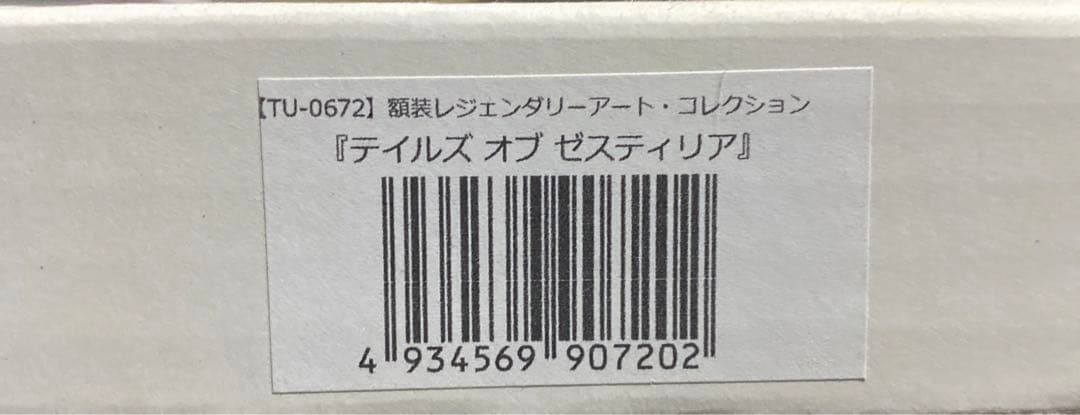 【TU-0672】額装レジェンダリーアート・コレクション
『テイルズ オブ ゼスティリア』
4 934569 907202